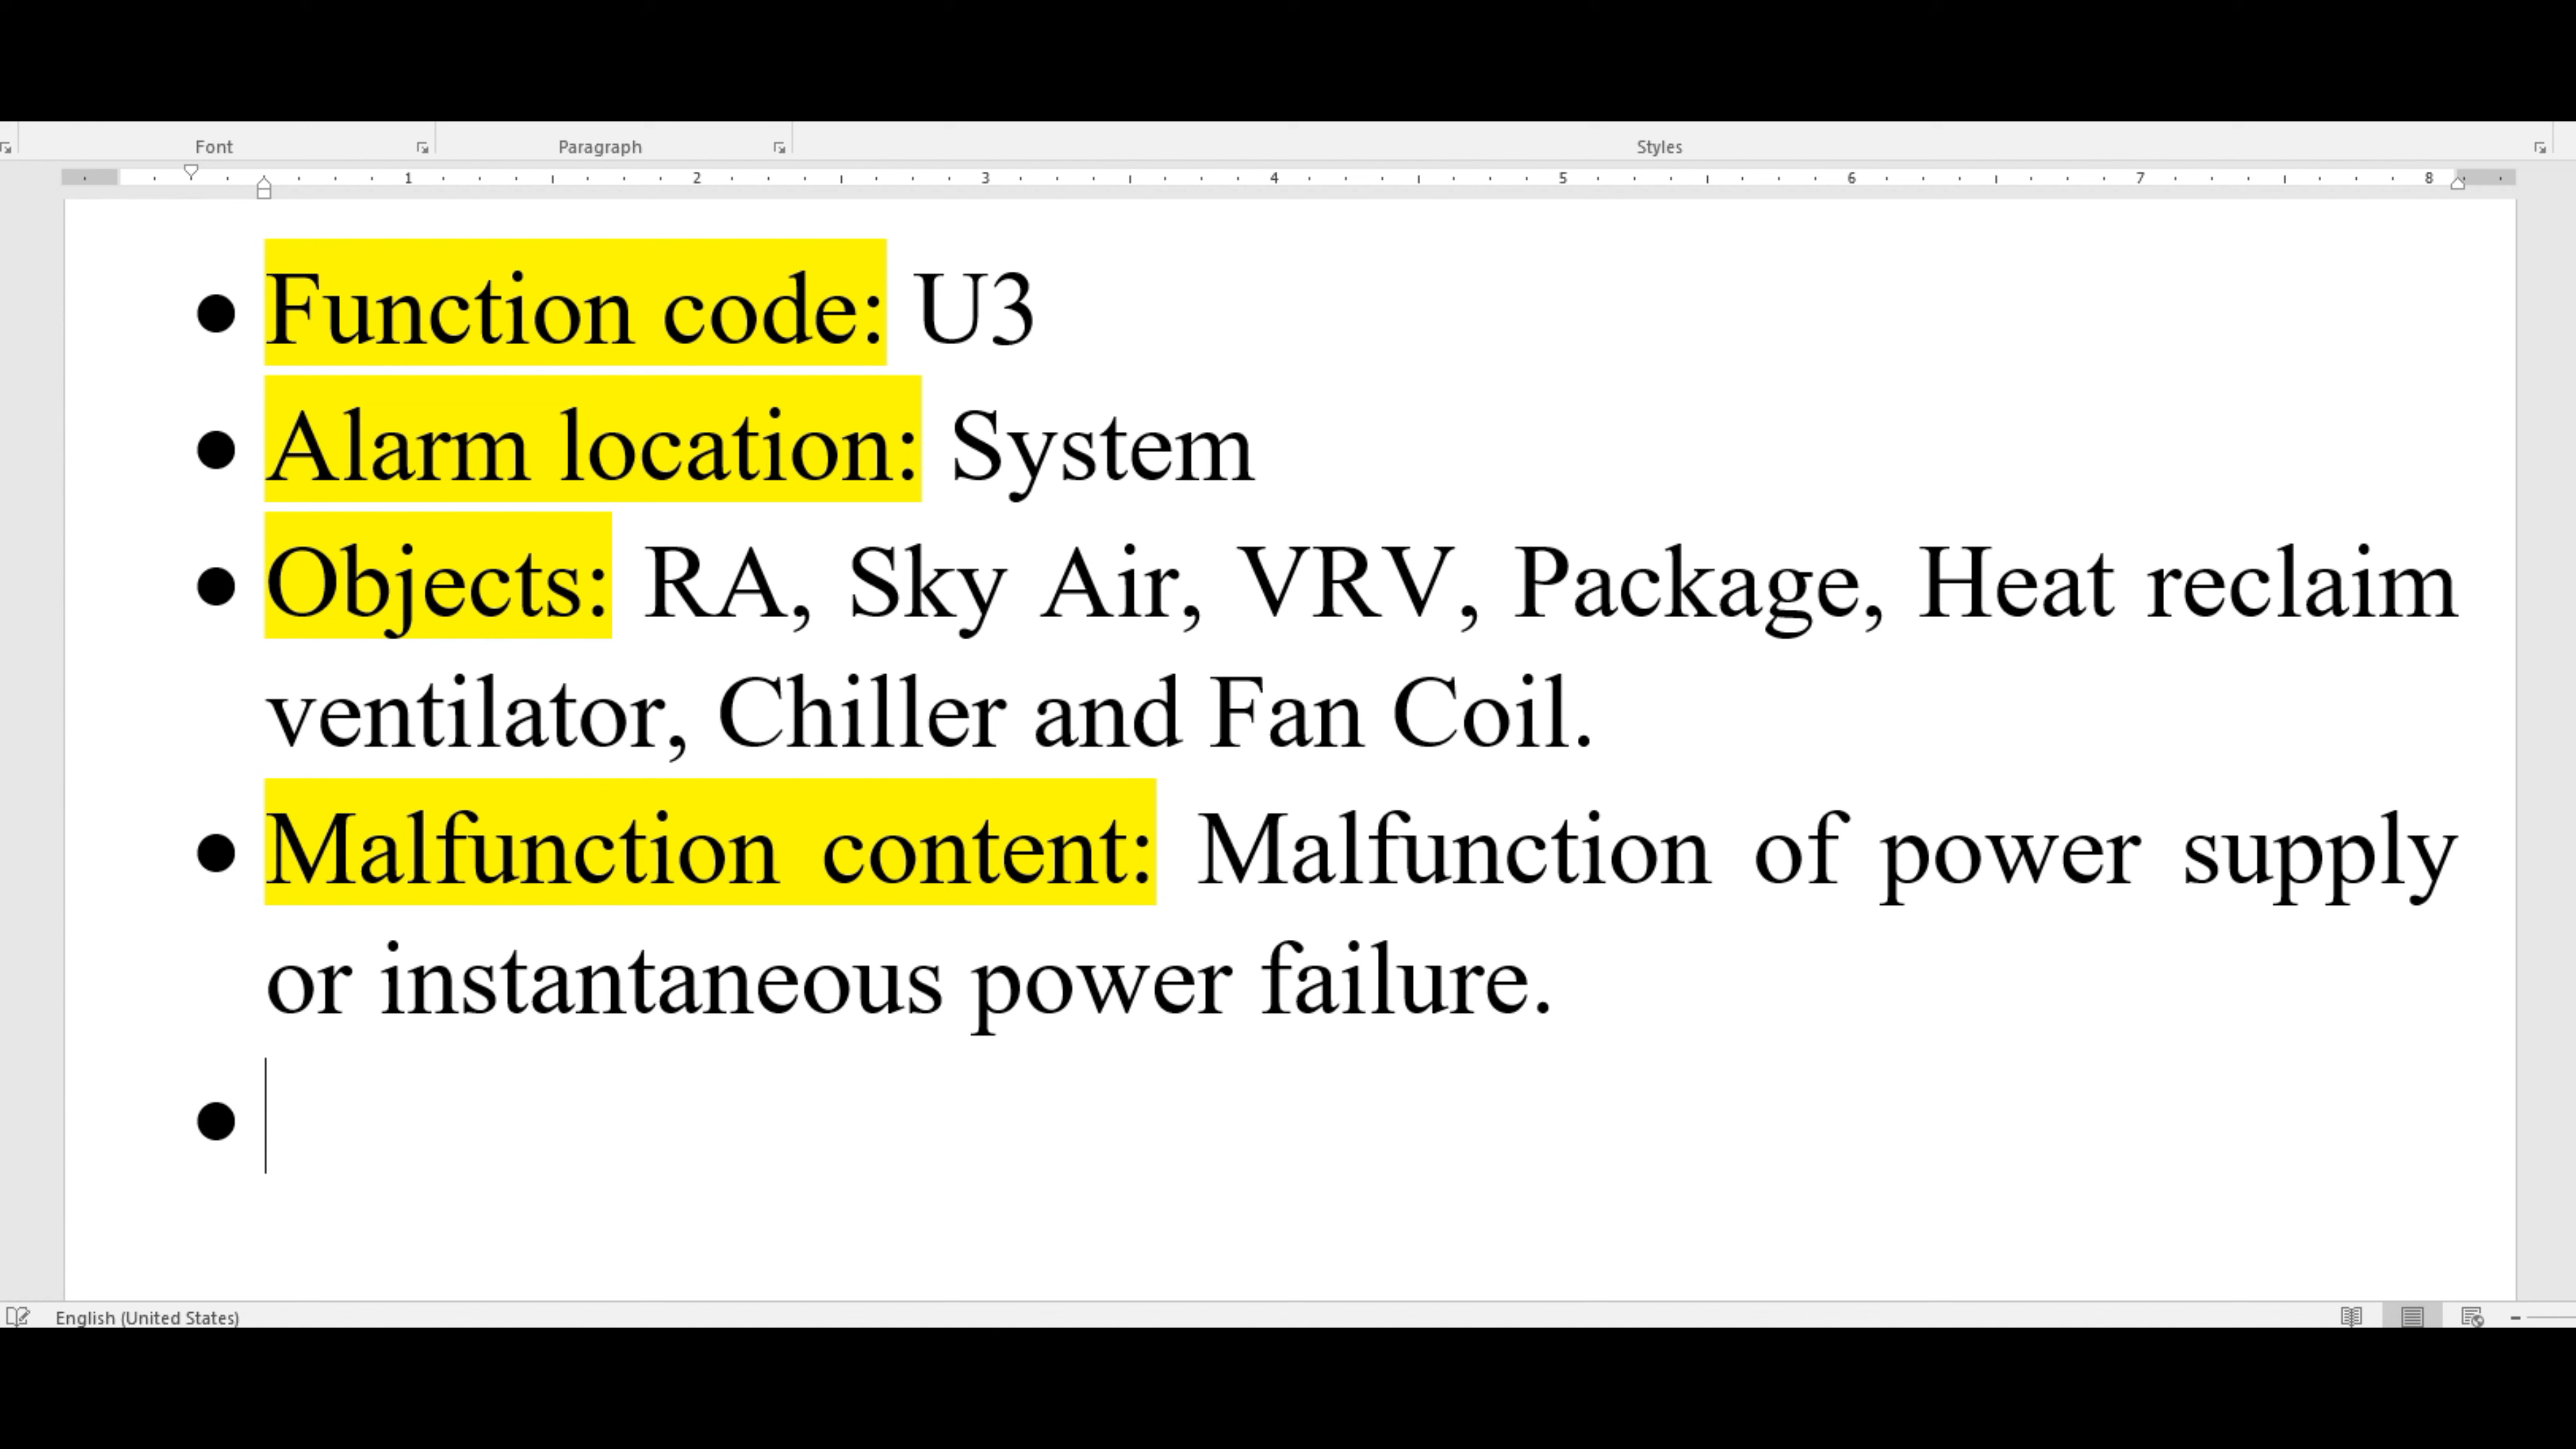 Font Paragraph Styles
1 2 3 4 5 6 7 8
Function code: U3
Alarm location: System
Objects: RA, Sky Air, VRV, Package, Heat reclaim
ventilator, Chiller and Fan Coil.
Malfunction content: Malfunction of power supply
or instantaneous power failure.
English (United States)